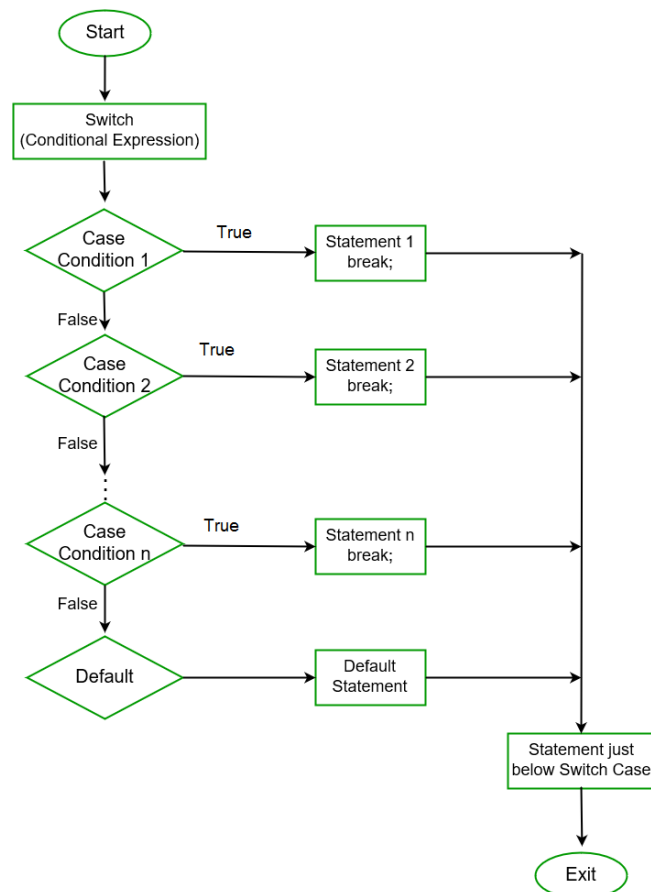 Start
Switch
(Conditional Expression)
Case
Condition 1
True
Statement 1
break;
False
Case
Condition 2
True
Statement 2
break;
False
Case
Condition n
True
Statement n
break;
False
Default
Default
Statement
Statement just
below Switch Case
Exit